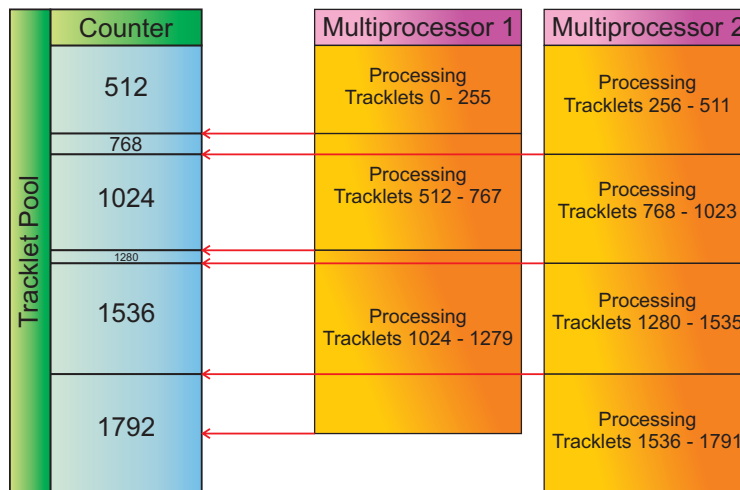 Tracklet Pool
Counter
512
768
1024
1280
1536
1792
Multiprocessor 1
Processing
Tracklets 0 - 255
Processing
Tracklets 512 - 767
Processing
Tracklets 1024 - 1279
Multiprocessor 2
Processing
Tracklets 256 - 511
Processing
Tracklets 768 - 1023
Processing
Tracklets 1280 - 1535
Processing
Tracklets 1536 - 1791